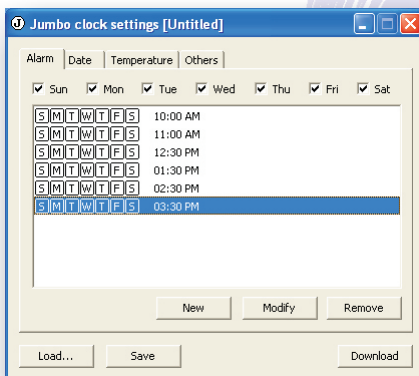 J Jumbo clock settings [Untitled]
Alarm Date Temperature Others
Sun Mon Tue Wed Thu Fri Sat
S M T W T F S 10:00 AM
S M T W T F S 11:00 AM
S M T W T F S 12:30 PM
S M T W T F S 01:30 PM
S M T W T F S 02:30 PM
S M T W T F S 03:30 PM
New Modify Remove
Load... Save Download